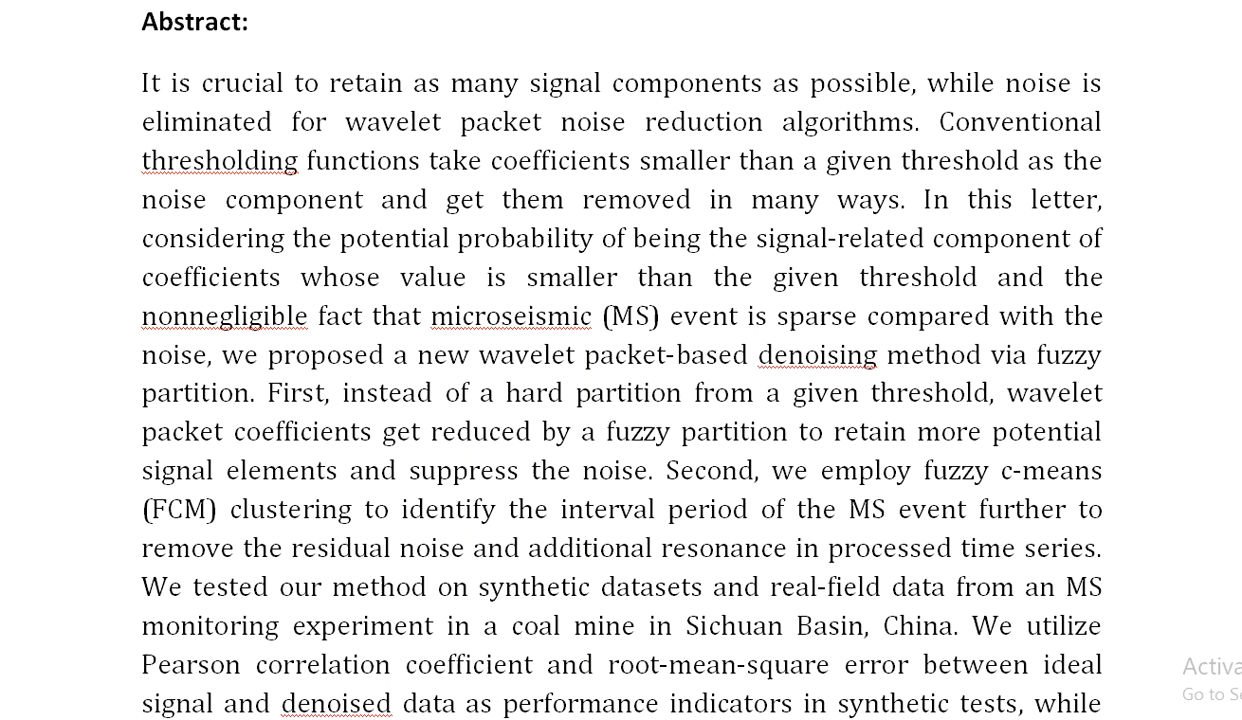 Abstract:
It is crucial to retain as many signal components as possible, while noise is
eliminated for wavelet packet noise reduction algorithms. Conventional
thresholding functions take coefficients smaller than a given threshold as the
noise component and get them removed in many ways. In this letter,
considering the potential probability of being the signal-related component of
coefficients whose value is smaller than the given threshold and the
nonnegligible fact that microseismic (MS) event is sparse compared with the
noise, we proposed a new wavelet packet-based denoising method via fuzzy
partition. First, instead of a hard partition from a given threshold, wavelet
packet coefficients get reduced by a fuzzy partition to retain more potential
signal elements and suppress the noise. Second, we employ fuzzy c-means
(FCM) clustering to identify the interval period of the MS event further to
remove the residual noise and additional resonance in processed time series.
We tested our method on synthetic datasets and real-field data from an MS
monitoring experiment in a coal mine in Sichuan Basin, China. We utilize
Pearson correlation coefficient and root-mean-square error between ideal
Activa
signal and denoised data as performance indicators in synthetic tests, while
Go to S